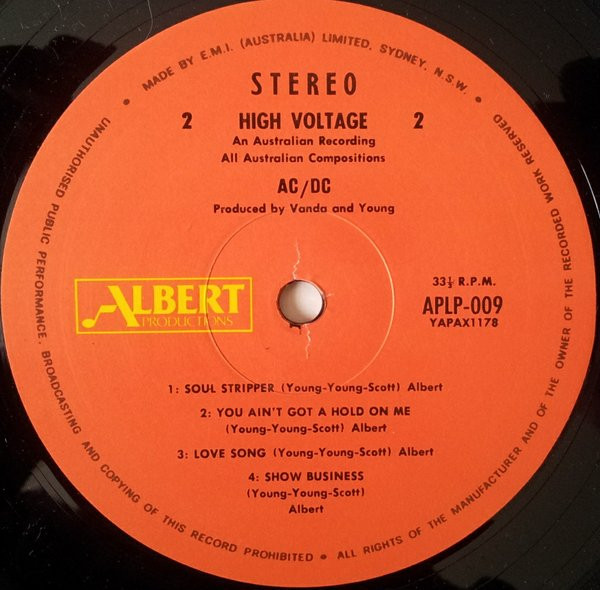 MADE BY E.M.I. (AUSTRALIA) LIMITED, SYDNEY, N.S.W.
STEREO
2 HIGH VOLTAGE 2
An Australian Recording
All Australian Compositions
AC/DC
Produced by Vanda and Young
ALBERT
PRODUCTIONS
33⅓ R.P.M.
APLP-009
YAPAX1178
1: SOUL STRIPPER (Young-Young-Scott) Albert
2: YOU AIN'T GOT A HOLD ON ME
(Young-Young-Scott) Albert
3: LOVE SONG (Young-Young-Scott) Albert
4: SHOW BUSINESS
(Young-Young-Scott)
Albert
UNAUTHORISED PUBLIC PERFORMANCE, BROADCASTING AND COPYING OF THIS RECORD PROHIBITED • ALL RIGHTS OF THE MANUFACTURER AND OF THE OWNER OF THE RECORDED WORK RESERVED •